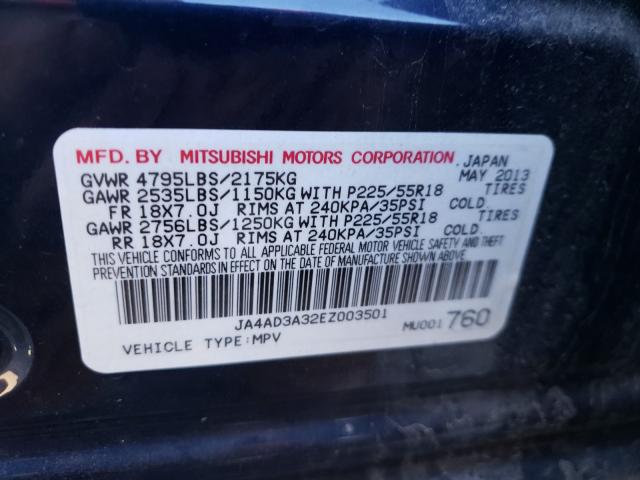 MFD. BY MITSUBISHI MOTORS CORPORATION. JAPAN
GVWR 4795LBS/2175KG MAY 2013
GAWR 2535LBS/1150KG WITH P225/55R18 TIRES
FR 18X7.0J RIMS AT 240KPA/35PSI COLD.
GAWR 2756LBS/1250KG WITH P225/55R18 TIRES
RR 18X7.0J RIMS AT 240KPA/35PSI COLD.
THIS VEHICLE CONFORMS TO ALL APPLICABLE FEDERAL MOTOR VEHICLE SAFETY AND THEFT
PREVENTION STANDARDS IN EFFECT ON THE DATE OF MANUFACTURE SHOWN ABOVE.
JA4AD3A32EZ003501
MU001 760
VEHICLE TYPE:MPV